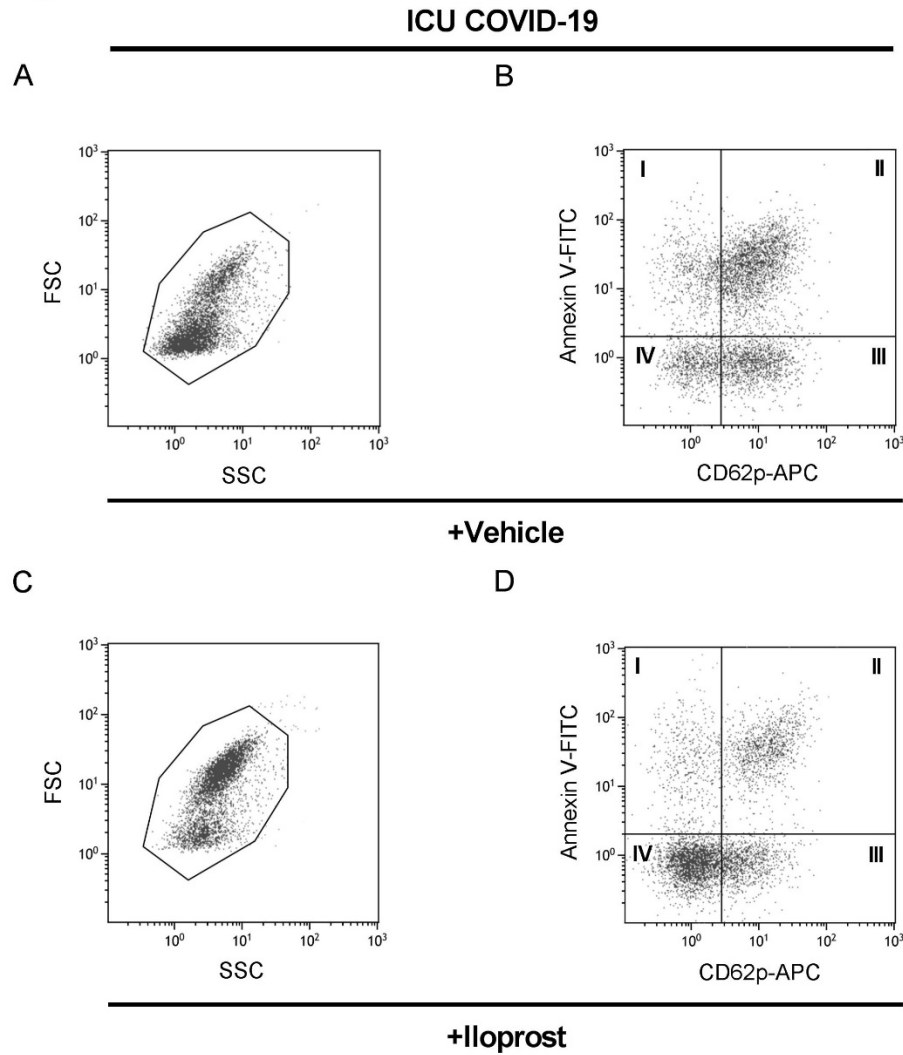 ICU COVID-19
A
B
10³
10²
10¹
10⁰
FSC
10⁰
10¹
10²
10³
SSC
10³
10²
10¹
10⁰
Annexin V-FITC
I
II
IV
III
10⁰
10¹
10²
10³
CD62p-APC
+Vehicle
C
D
10³
10²
10¹
10⁰
FSC
10⁰
10¹
10²
10³
SSC
10³
10²
10¹
10⁰
Annexin V-FITC
I
II
IV
III
10⁰
10¹
10²
10³
CD62p-APC
+Iloprost